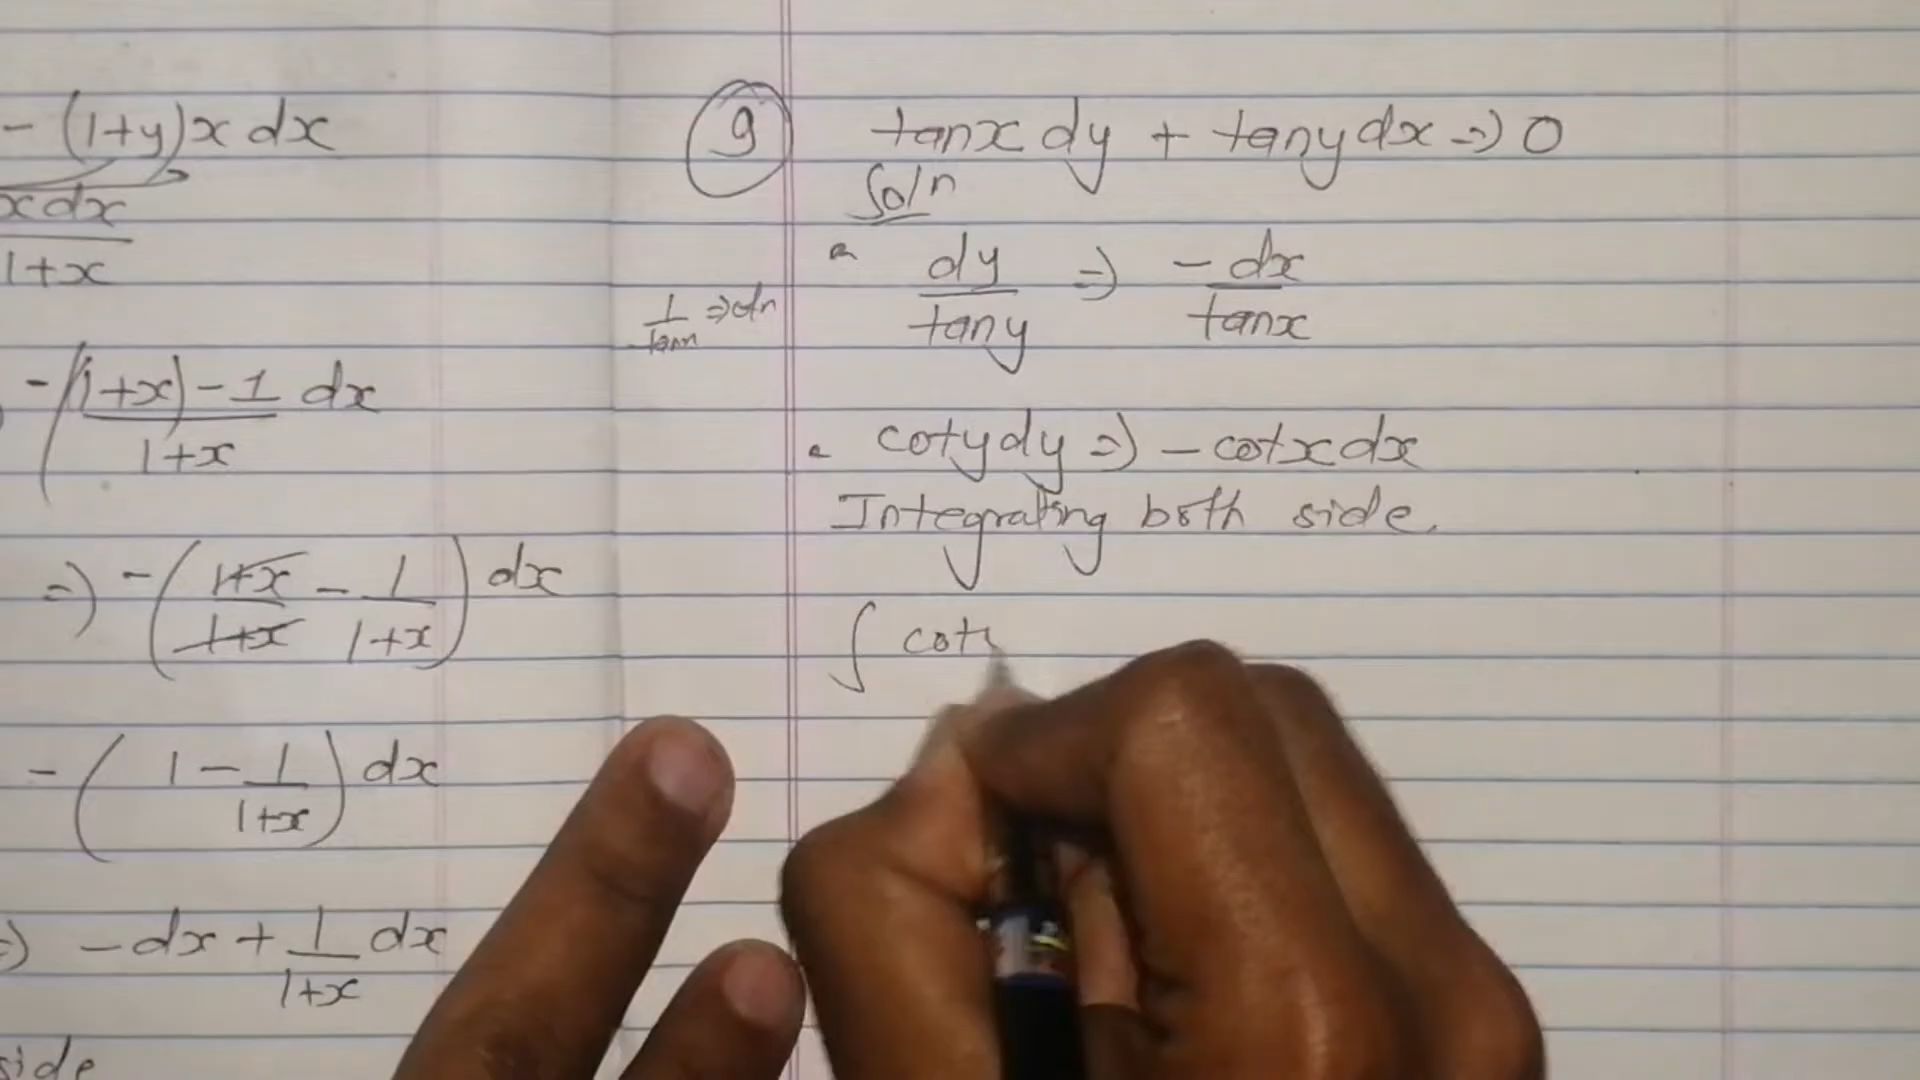 - (1+y)x dx
xdx
1+x
-(1+x)-1 dx
1+x
=) -(1+x - 1) dx
1+x 1+x
-(1 - 1) dx
1+x
=) -dx + 1 dx
1+x
side
9 tanx dy + tany dx =) 0
Soln
dy =) - dx
tany tanx
1 =)
tan
coty dy =) - cotx dx
Integrating both side.
∫ cot